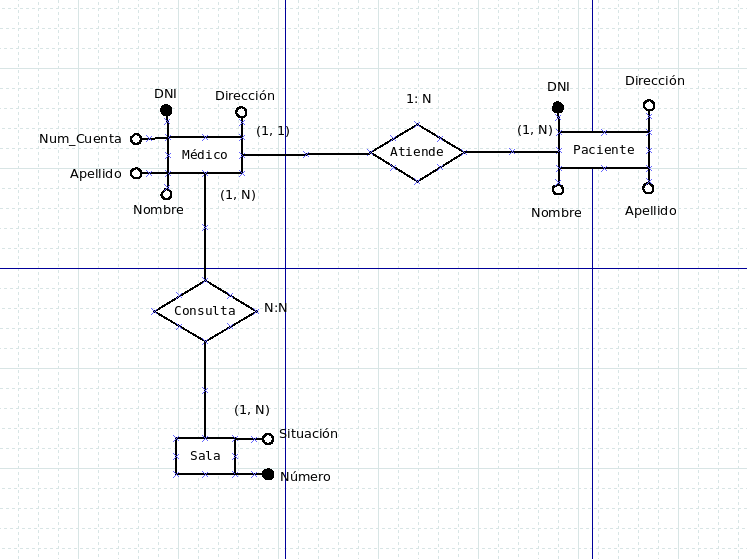 DNI
Dirección
Num_Cuenta
(1, 1)
Médico
Apellido
Nombre
(1, N)
1: N
Atiende
DNI
Dirección
(1, N)
Paciente
Nombre
Apellido
Consulta
N:N
(1, N)
Situación
Sala
Número